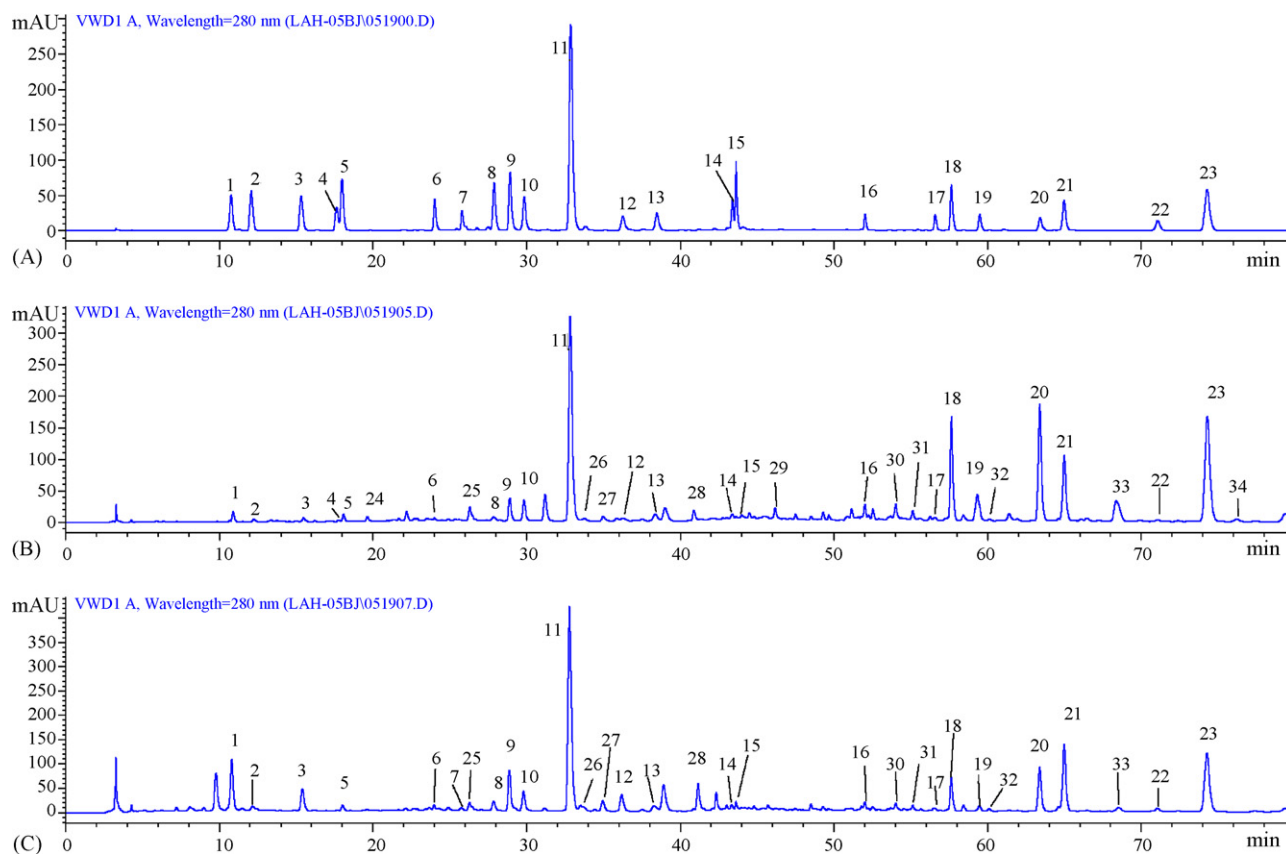 mAU VWD1 A, Wavelength=280 nm (LAH-05BJ\051900.D)
250
200
150
100
50
0
1 2 3 4 5 6 7 8 9 10 11 12 13 14 15 16 17 18 19 20 21 22 23
(A) 0 10 20 30 40 50 60 70 min
mAU VWD1 A, Wavelength=280 nm (LAH-05BJ\051905.D)
300
250
200
150
100
50
0
1 2 3 4 5 24 6 25 8 9 10 11 26 27 12 13 28 14 15 29 16 30 31 17 18 19 32 20 21 33 22 23 34
(B) 0 10 20 30 40 50 60 70 min
mAU VWD1 A, Wavelength=280 nm (LAH-05BJ\051907.D)
350
300
250
200
150
100
50
0
1 2 3 5 6 7 25 8 9 10 11 26 27 12 13 28 14 15 16 30 31 17 18 19 32 20 21 33 22 23
(C) 0 10 20 30 40 50 60 70 min